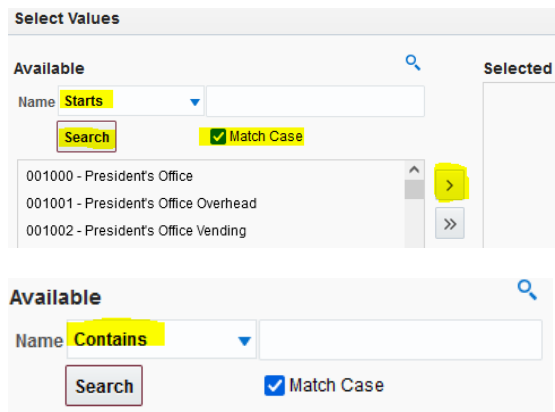 Select Values
Available
Selected
Name Starts
Search Match Case
001000 - President's Office
001001 - President's Office Overhead
001002 - President's Office Vending
Available
Name Contains
Search Match Case